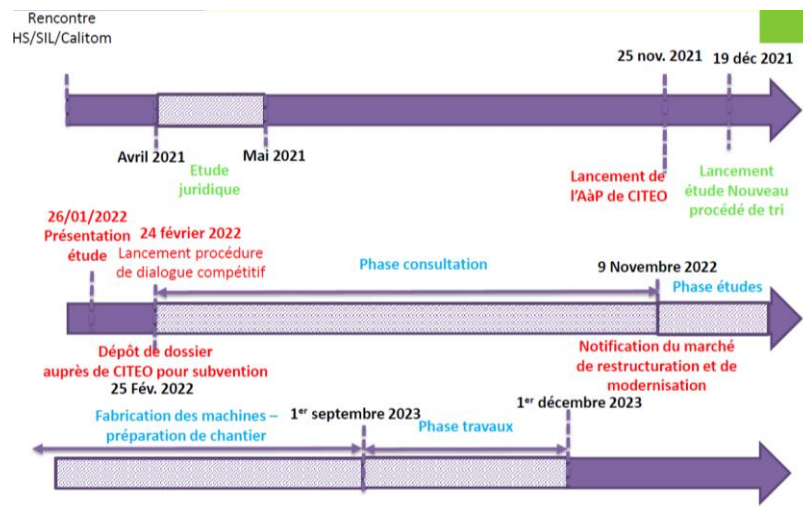 Rencontre
HS/SIL/Calitom
25 nov. 2021
19 déc 2021
Avril 2021
Mai 2021
Etude
juridique
Lancement de
l'AàP de CITEO
Lancement
étude Nouveau
procédé de tri
26/01/2022
Présentation
étude
24 février 2022
Lancement procédure
de dialogue compétitif
Phase consultation
9 Novembre 2022
Phase études
Dépôt de dossier
auprès de CITEO pour subvention
25 Fév. 2022
Notification du marché
de restructuration et de
modernisation
Fabrication des machines –
préparation de chantier
1er septembre 2023
Phase travaux
1er décembre 2023